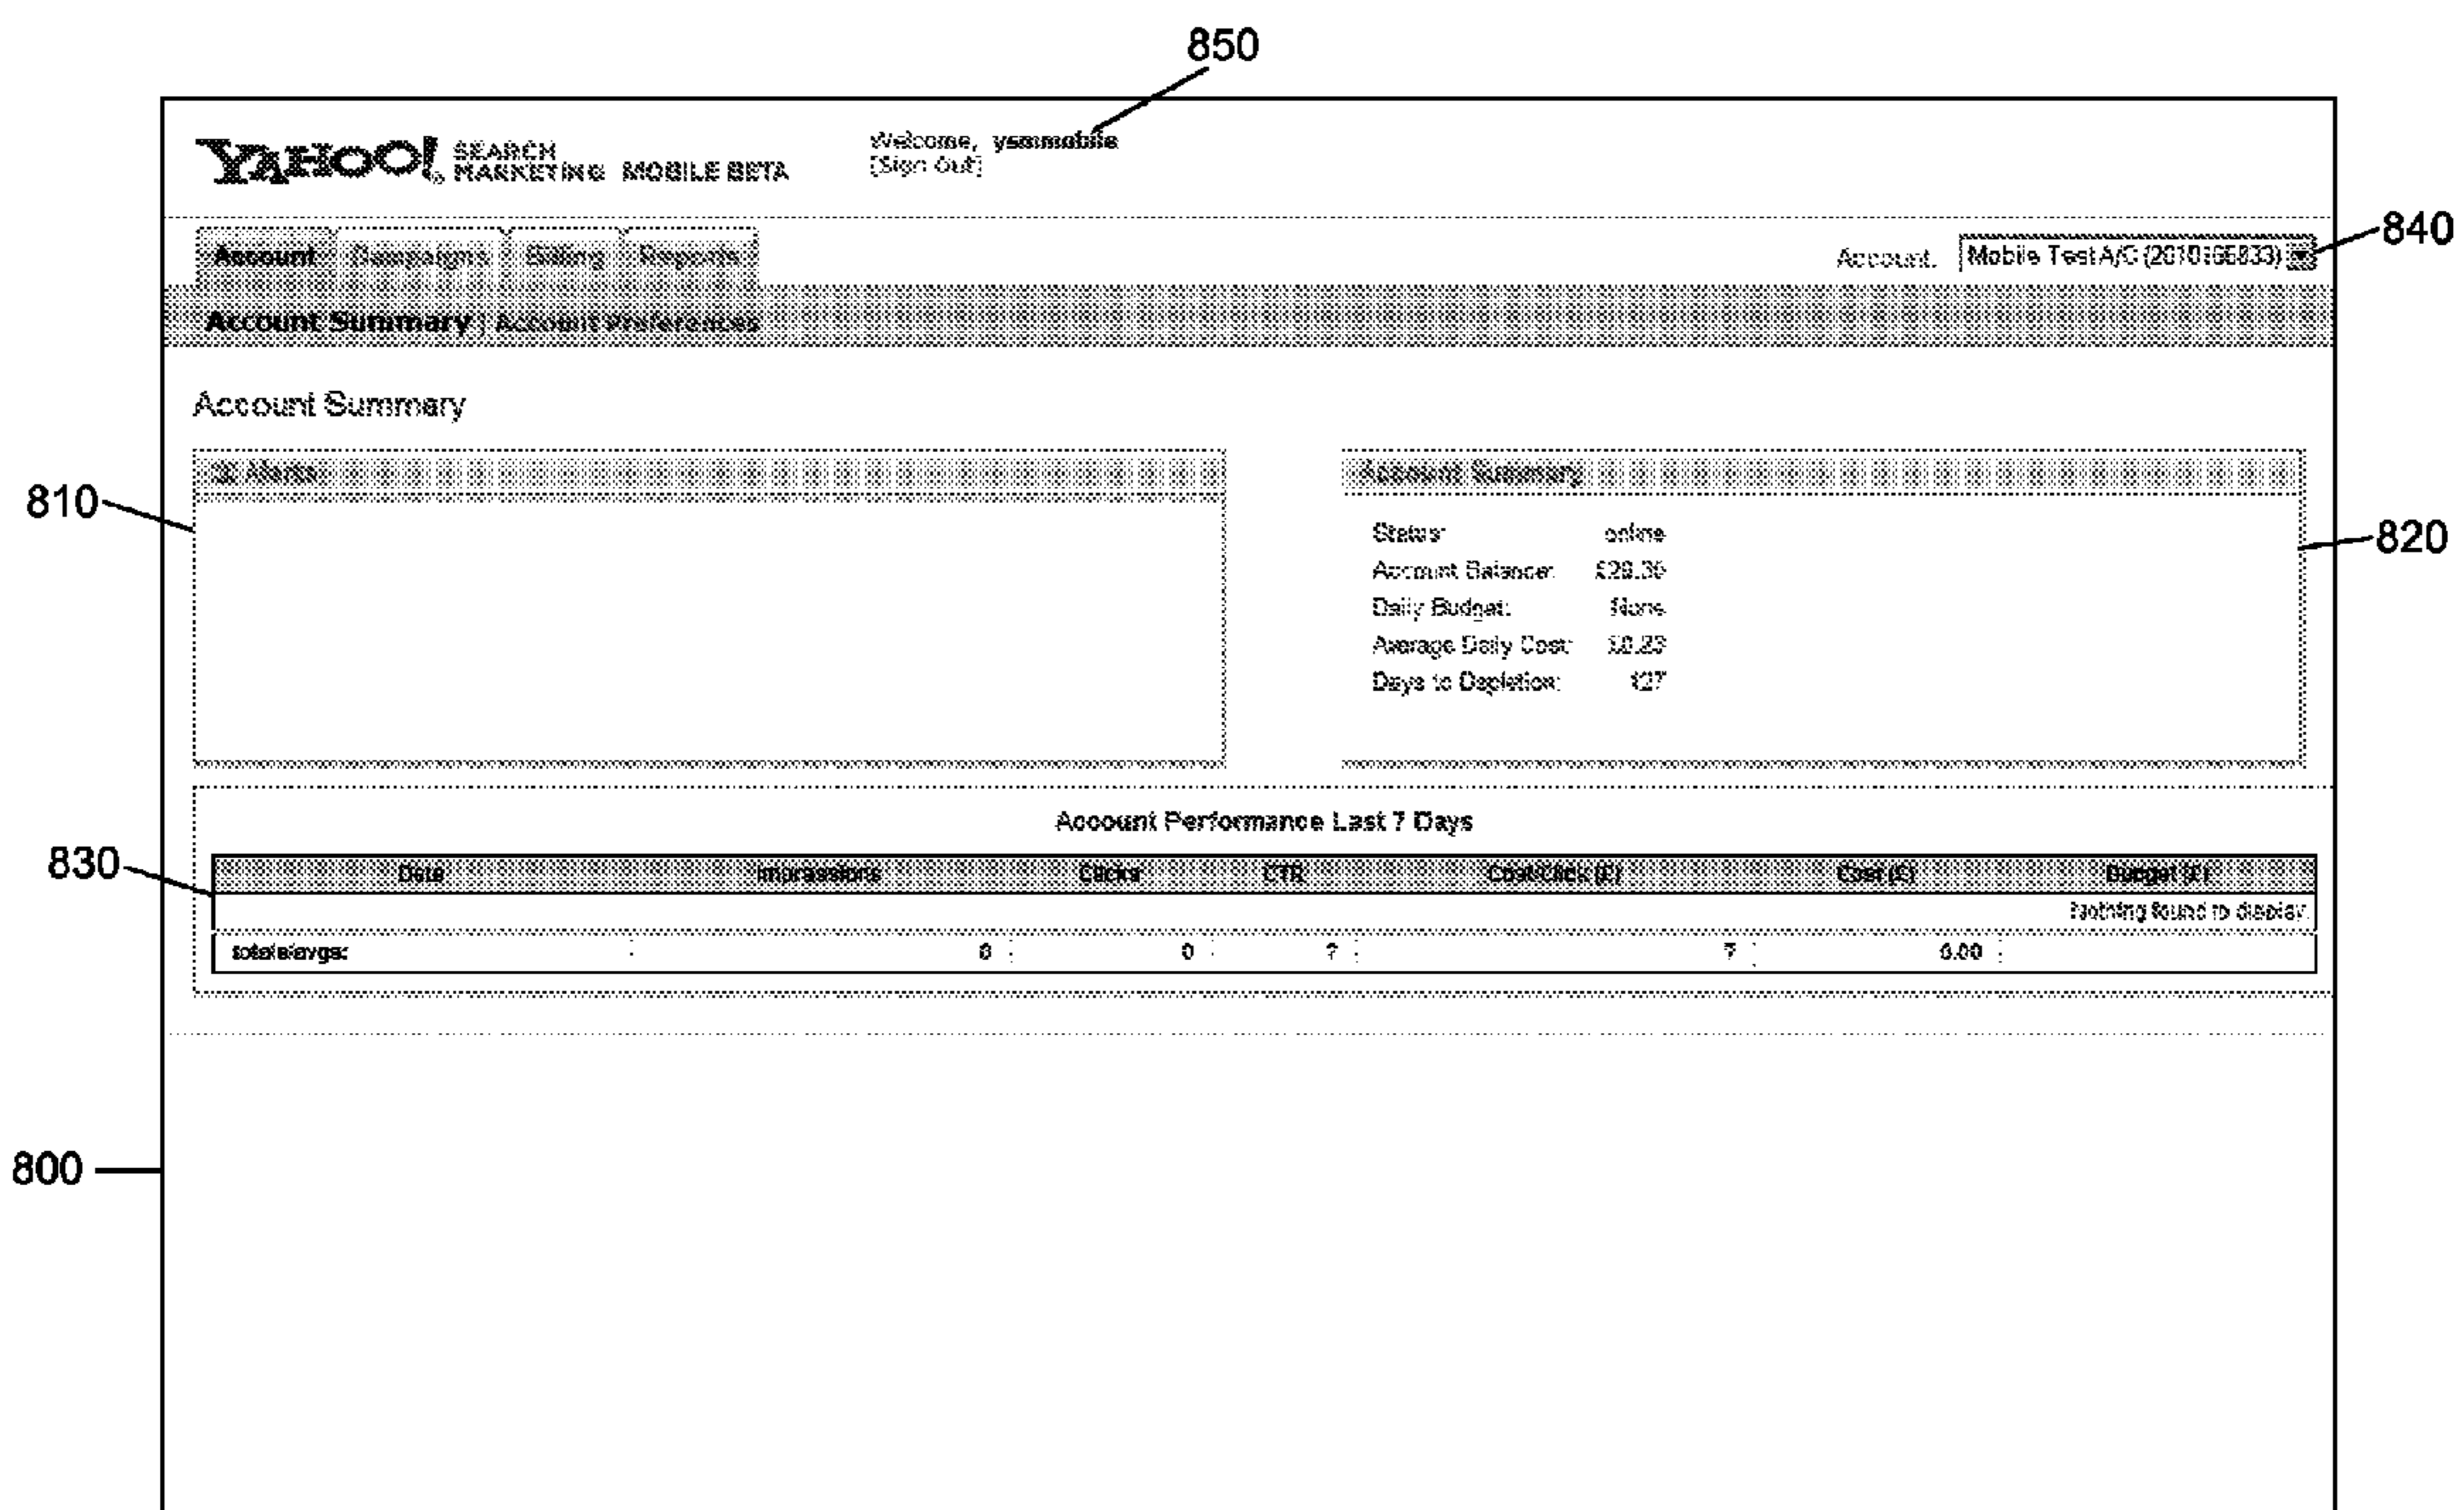 850
YAHOO! SEARCH MARKETING MOBILE BETA
Welcome, ysmmobile
[Sign Out]
840
Account Campaigns Billing Reports
Account: Mobile Test A/C
Account Summary | Account Preferences
Account Summary
810
Alerts
Account Summary
820
Status: online
Account Balance:
Daily Budget: None
Average Daily Cost:
Days to Depletion: 127
Account Performance Last 7 Days
830
Date Impressions Clicks CTR Cost/Click (£) Cost (£) Budget (£)
Nothing found to display.
totals/avgs: 0 0 ? ? 0.00
800